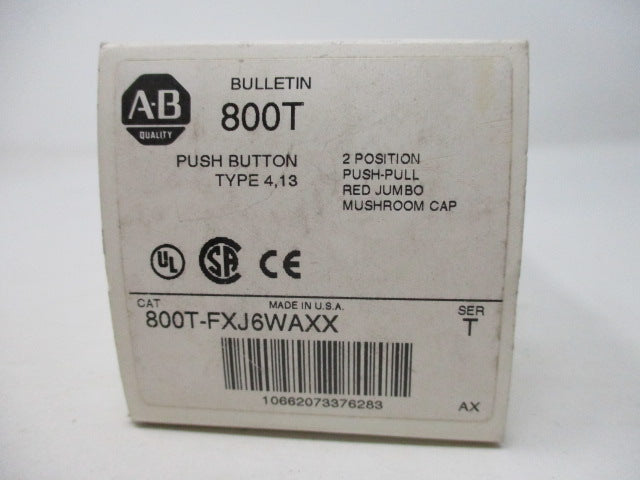 A·B
QUALITY
BULLETIN
800T
PUSH BUTTON
TYPE 4,13
2 POSITION
PUSH-PULL
RED JUMBO
MUSHROOM CAP
UL
SA
CE
CAT
MADE IN U.S.A.
SER
800T-FXJ6WAXX
T
10662073376283
AX